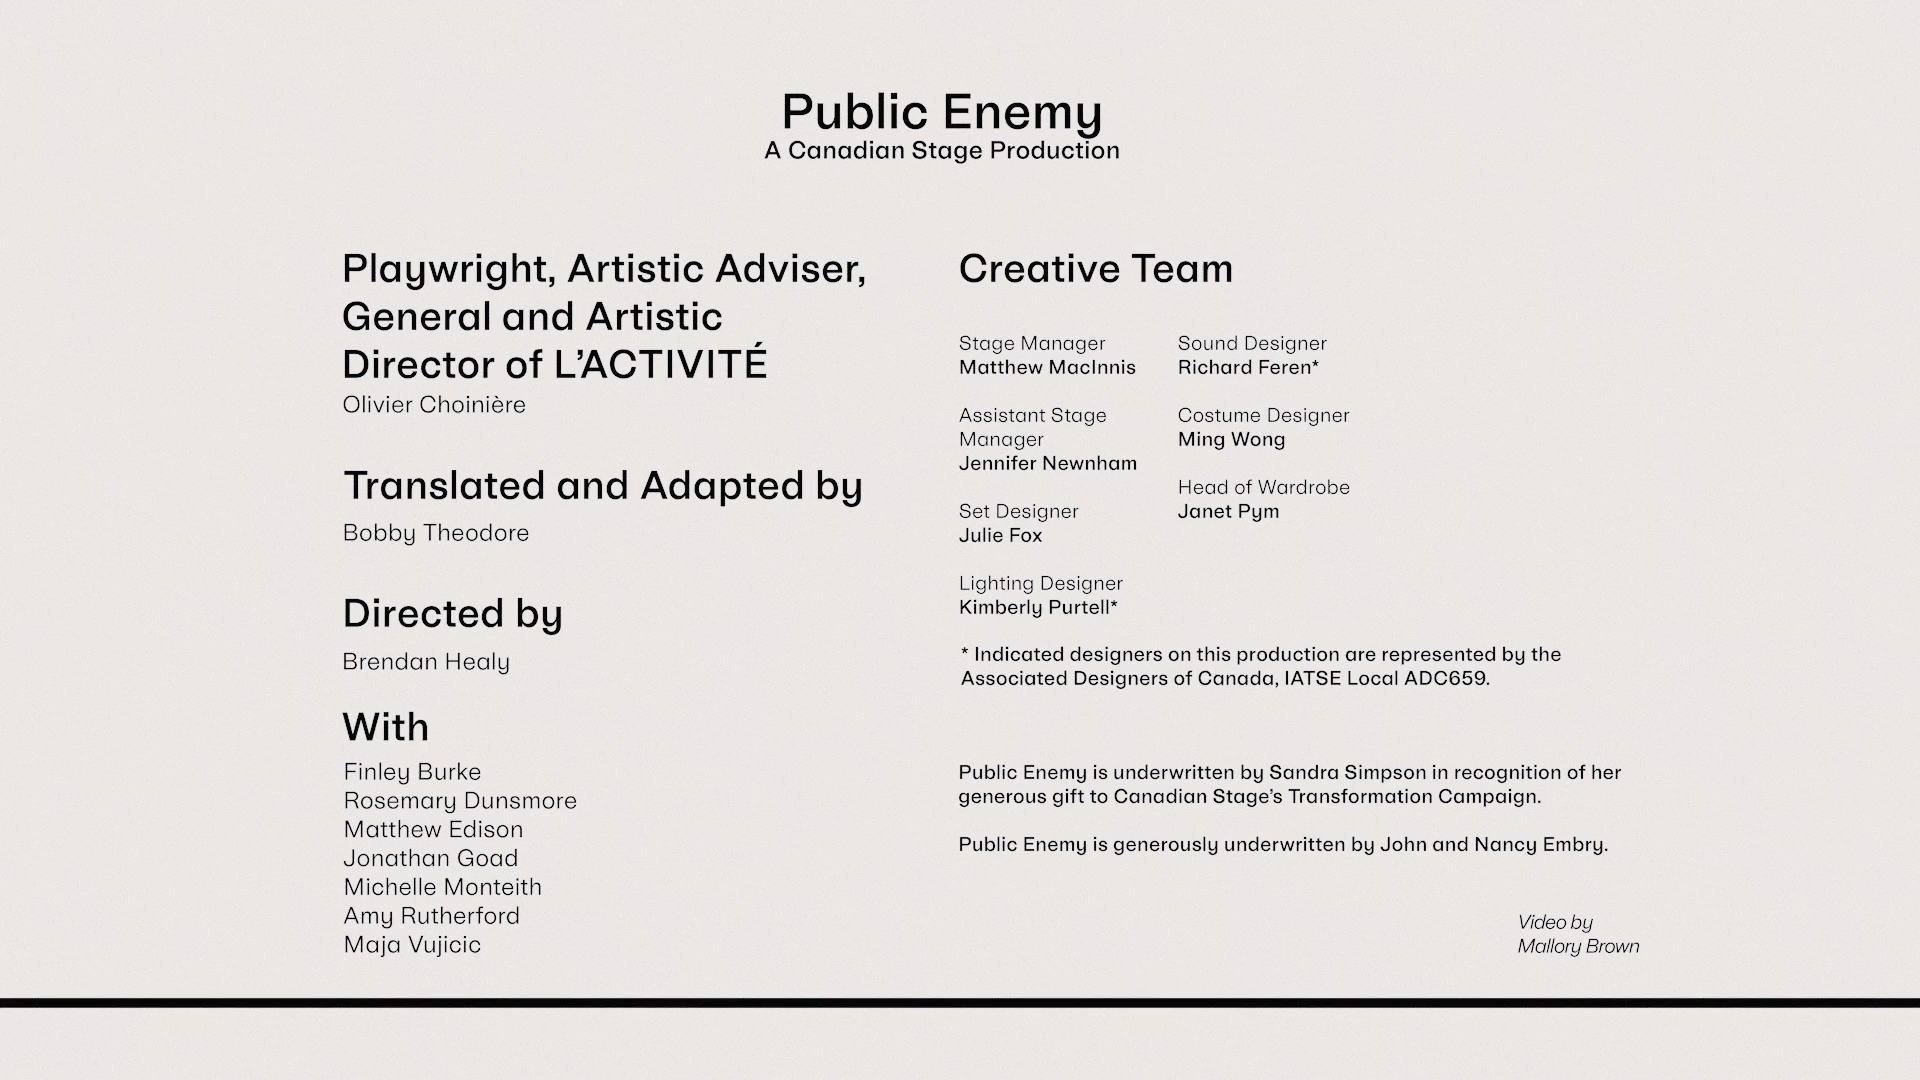 Public Enemy
A Canadian Stage Production
Playwright, Artistic Adviser,
General and Artistic
Director of L’ACTIVITÉ
Olivier Choinière
Translated and Adapted by
Bobby Theodore
Directed by
Brendan Healy
With
Finley Burke
Rosemary Dunsmore
Matthew Edison
Jonathan Goad
Michelle Monteith
Amy Rutherford
Maja Vujicic
Creative Team
Stage Manager
Matthew MacInnis
Assistant Stage
Manager
Jennifer Newnham
Set Designer
Julie Fox
Lighting Designer
Kimberly Purtell*
Sound Designer
Richard Feren*
Costume Designer
Ming Wong
Head of Wardrobe
Janet Pym
* Indicated designers on this production are represented by the
Associated Designers of Canada, IATSE Local ADC659.
Public Enemy is underwritten by Sandra Simpson in recognition of her
generous gift to Canadian Stage’s Transformation Campaign.
Public Enemy is generously underwritten by John and Nancy Embry.
Video by
Mallory Brown